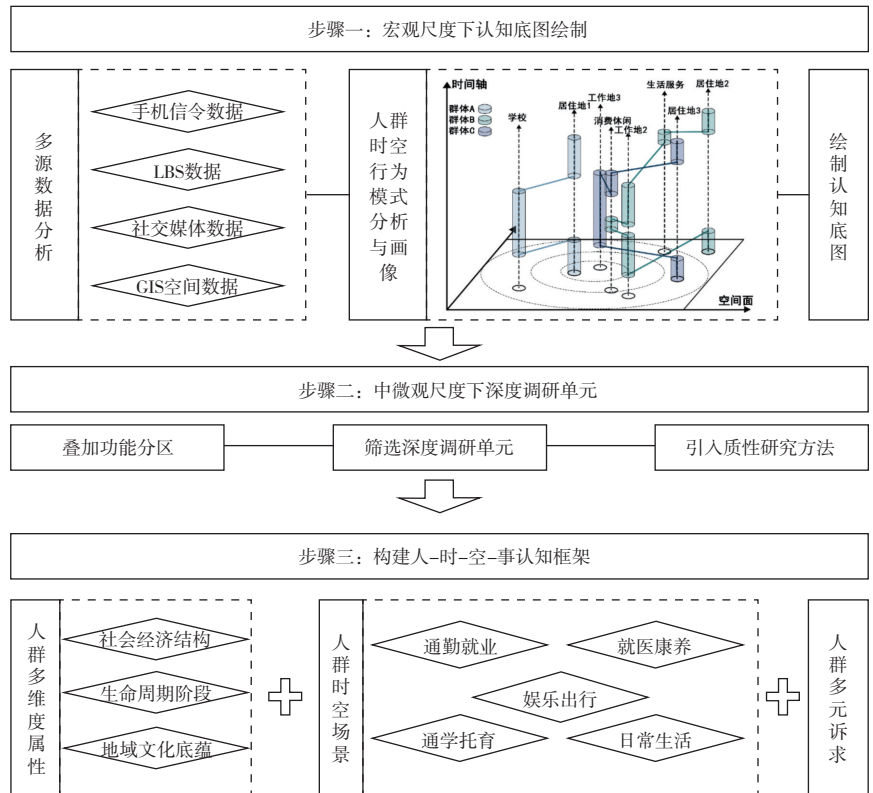 步骤一：宏观尺度下认知底图绘制
多源数据分析
手机信令数据
LBS数据
社交媒体数据
GIS空间数据
人群时空行为模式分析与画像
时间轴
群体A
群体B
群体C
学校
居住地1
工作地3
消费休闲
工作地2
生活服务
居住地3
居住地2
空间面
绘制认知底图
步骤二：中微观尺度下深度调研单元
叠加功能分区
筛选深度调研单元
引入质性研究方法
步骤三：构建人-时-空-事认知框架
人群多维度属性
社会经济结构
生命周期阶段
地域文化底蕴
人群时空场景
通勤就业
就医康养
娱乐出行
通学托育
日常生活
人群多元诉求